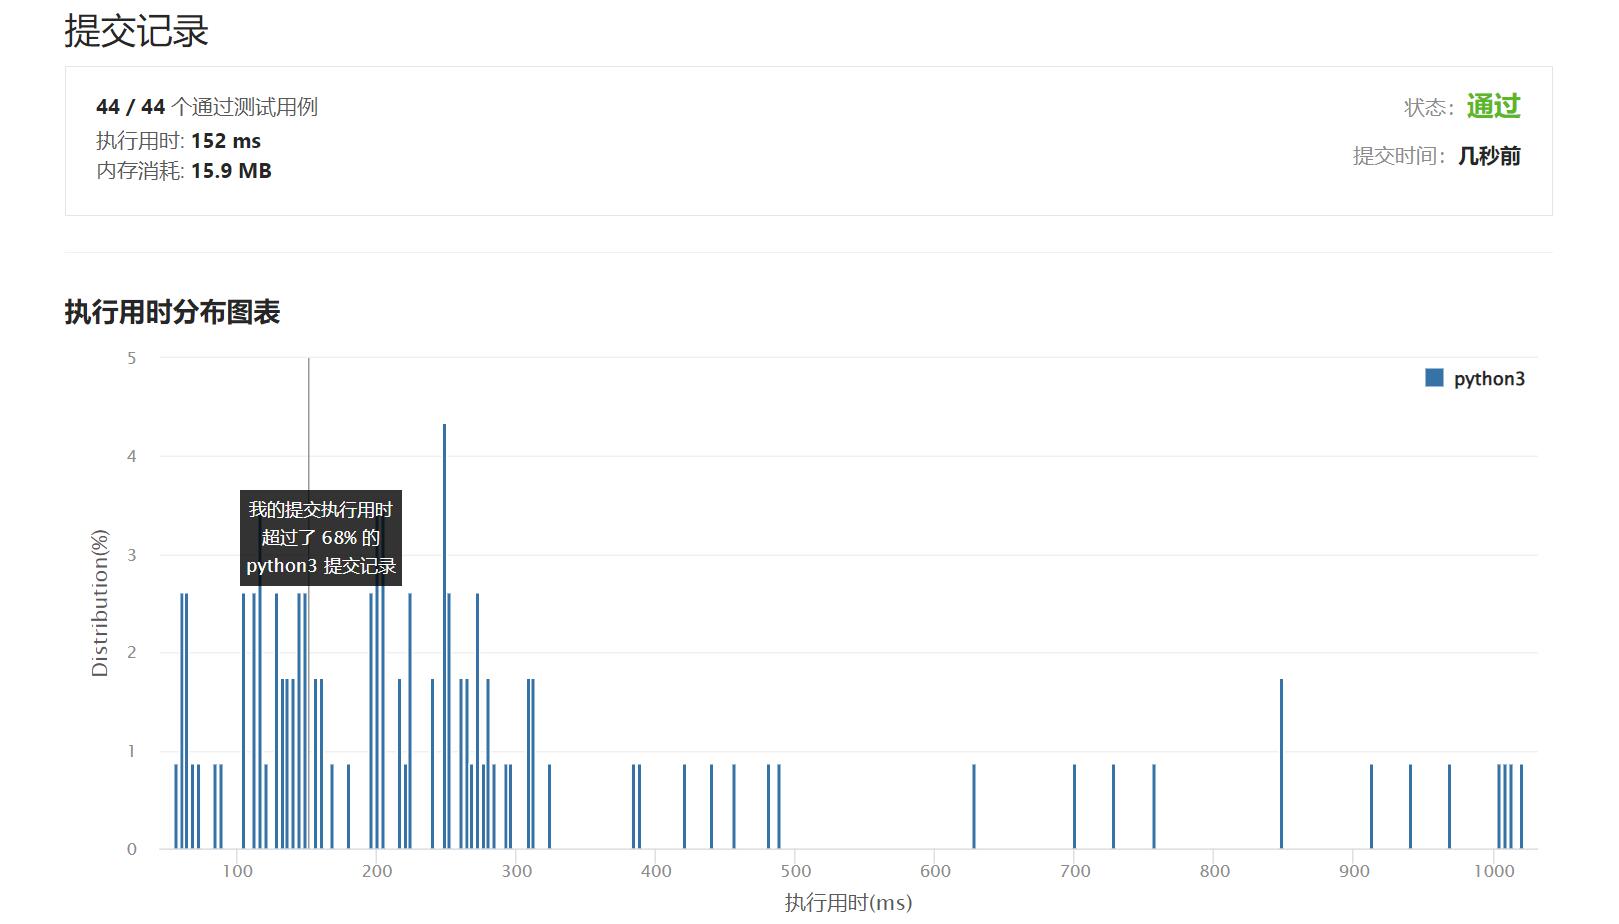 提交记录
44 / 44 个通过测试用例
状态：通过
执行用时: 152 ms
提交时间：几秒前
内存消耗: 15.9 MB
执行用时分布图表
python3
我的提交执行用时
超过了 68% 的
python3 提交记录
Distribution(%)
5
4
3
2
1
0
100 200 300 400 500 600 700 800 900 1000
执行用时(ms)